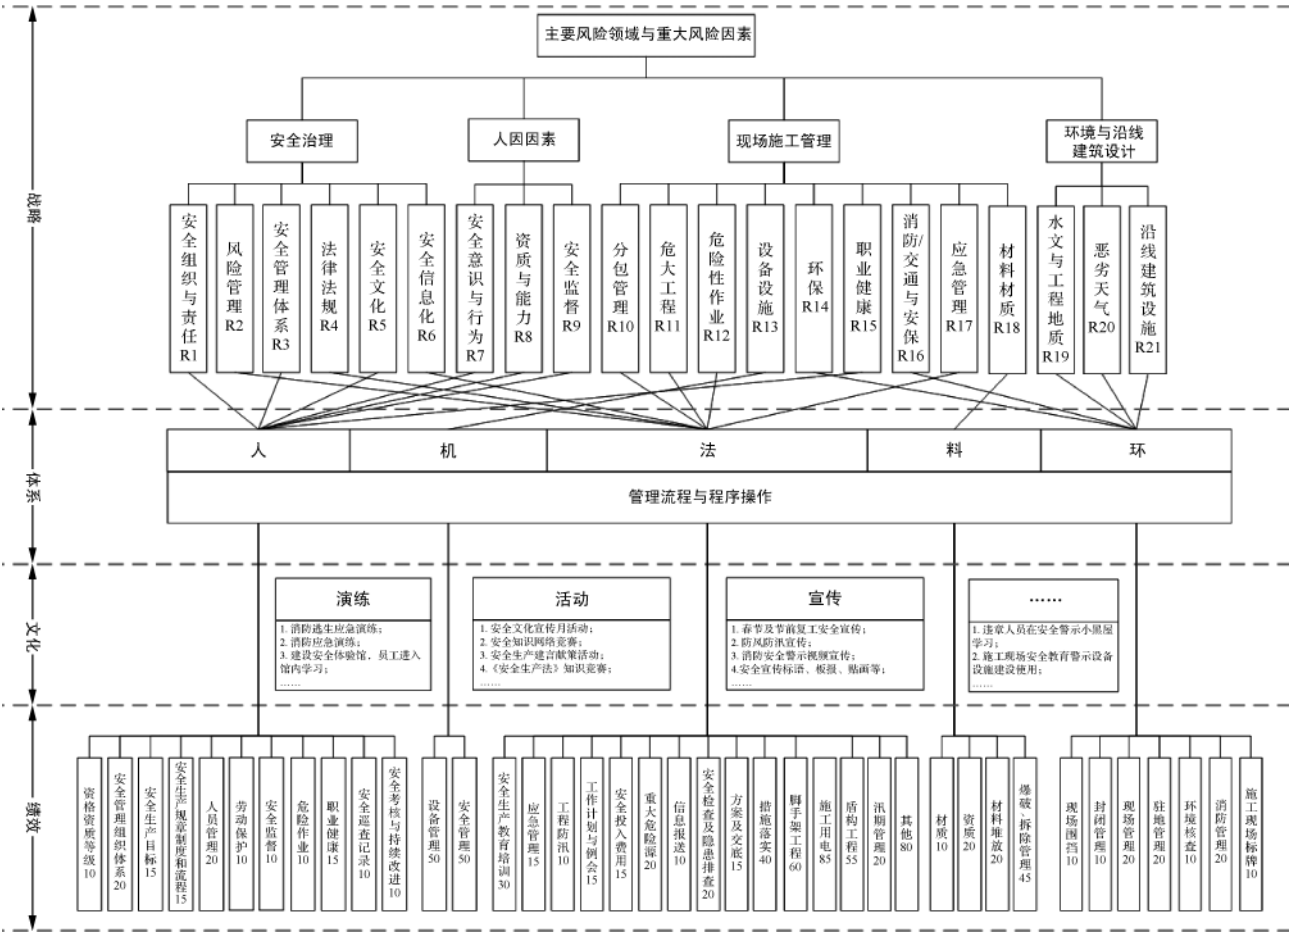 主要风险领域与重大风险因素
安全治理
人因因素
现场施工管理
环境与沿线
建筑设计
安全组织与责任R1
风险管理R2
安全管理体系R3
法律法规R4
安全文化R5
安全信息化R6
安全意识与行为R7
资质与能力R8
安全监督R9
分包管理R10
危大工程R11
危险性作业R12
设备设施R13
环保R14
职业健康R15
消防/交通与安保R16
应急管理R17
材料材质R18
水文与工程地质R19
恶劣天气R20
沿线建筑设施R21
战略
体系
文化
绩效
人
机
法
料
环
管理流程与程序操作
演练
1. 消防逃生应急演练；
2. 消防应急演练；
3. 建设安全体验馆，员工进入
馆内学习；
……
活动
1. 安全文化宣传月活动；
2. 安全知识网络竞赛；
3. 安全生产建言献策活动；
4.《安全生产法》知识竞赛；
……
宣传
1. 春节及节前复工安全宣传；
2. 防风防汛宣传；
3. 消防安全警示视频宣传；
4.安全宣传标语、板报、贴画等；
……
……
1. 违章人员在安全警示小黑屋
学习；
2. 施工现场安全教育警示设备
设施建设使用；
……
资格资质等级10
安全管理组织体系20
安全生产目标15
安全生产规章制度和流程15
人员管理20
劳动保护10
安全监督10
危险作业10
职业健康15
安全巡查记录10
安全考核与持续改进10
设备管理50
安全管理50
安全生产教育培训30
应急管理15
工程防汛10
工作计划与例会15
安全投入费用15
重大危险源20
信息报送10
安全检查及隐患排查20
方案及交底15
措施落实40
脚手架工程60
施工用电85
盾构工程55
汛期管理20
其他80
材质10
资质20
材料堆放20
爆破、拆除管理45
现场围挡10
封闭管理10
现场管理20
驻地管理20
环境核查10
消防管理20
施工现场标牌10